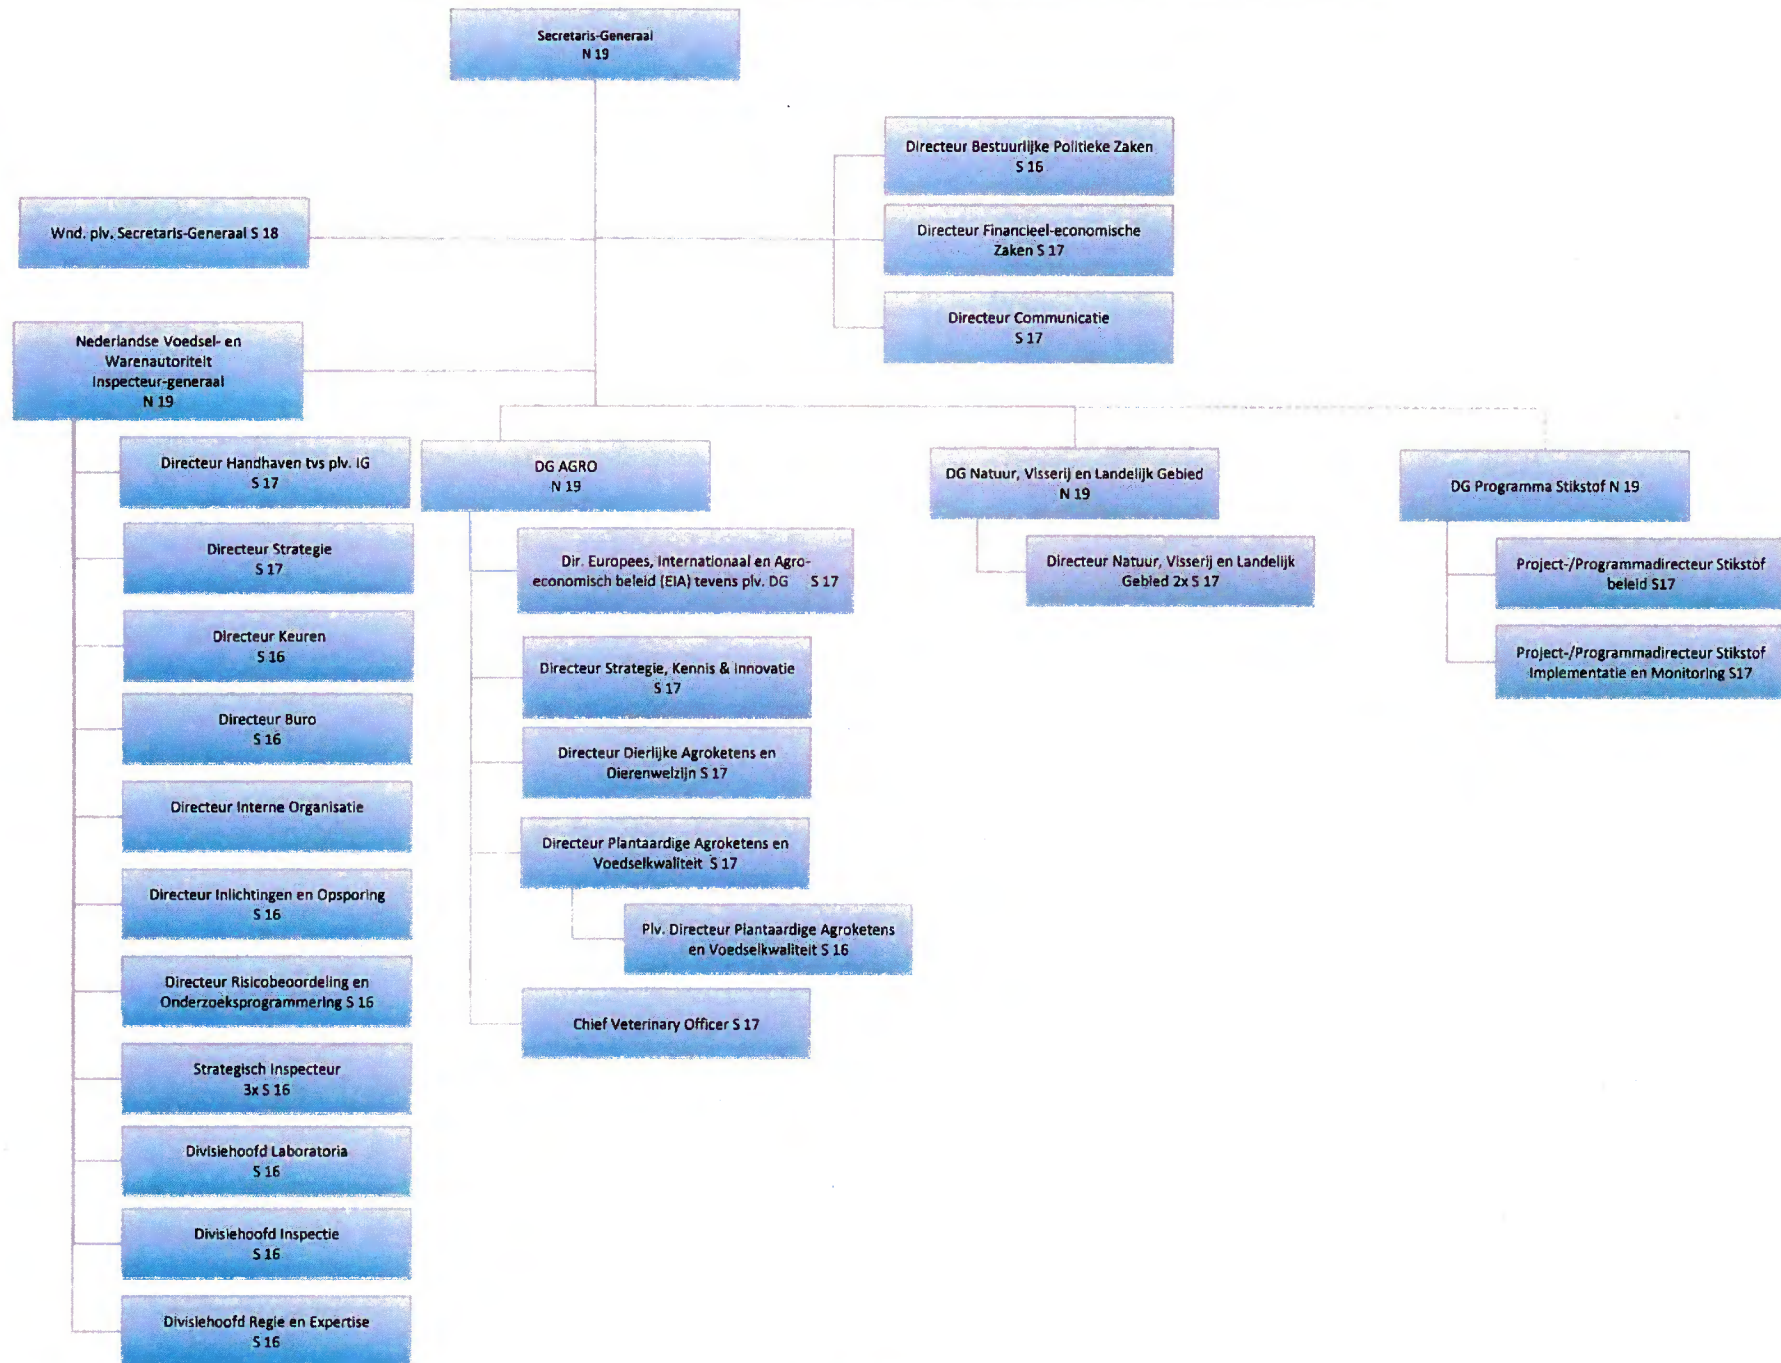 Secretaris-Generaal
N 19
Directeur Bestuurlijke Politieke Zaken
S 16
Wnd. plv. Secretaris-Generaal S 18
Directeur Financieel-economische
Zaken S 17
Directeur Communicatie
S 17
Nederlandse Voedsel- en
Warenautoriteit
Inspecteur-generaal
N 19
Directeur Handhaven tvs plv. IG
S 17
Directeur Strategie
S 17
Directeur Keuren
S 16
Directeur Buro
S 16
Directeur Interne Organisatie
Directeur Inlichtingen en Opsporing
S 16
Directeur Risicobeoordeling en
Onderzoeksprogrammering S 16
Strategisch Inspecteur
3x S 16
Divisiehoofd Laboratoria
S 16
Divisiehoofd Inspectie
S 16
Divisiehoofd Regie en Expertise
S 16
DG AGRO
N 19
Dir. Europees, Internationaal en Agro-
economisch beleid (EIA) tevens plv. DG S 17
Directeur Strategie, Kennis & Innovatie
S 17
Directeur Dierlijke Agroketens en
Dierenwelzijn S 17
Directeur Plantaardige Agroketens en
Voedselkwaliteit S 17
Plv. Directeur Plantaardige Agroketens
en Voedselkwaliteit S 16
Chief Veterinary Officer S 17
DG Natuur, Visserij en Landelijk Gebied
N 19
Directeur Natuur, Visserij en Landelijk
Gebied 2x S 17
DG Programma Stikstof N 19
Project-/Programmadirecteur Stikstof
beleid S17
Project-/Programmadirecteur Stikstof
Implementatie en Monitoring S17